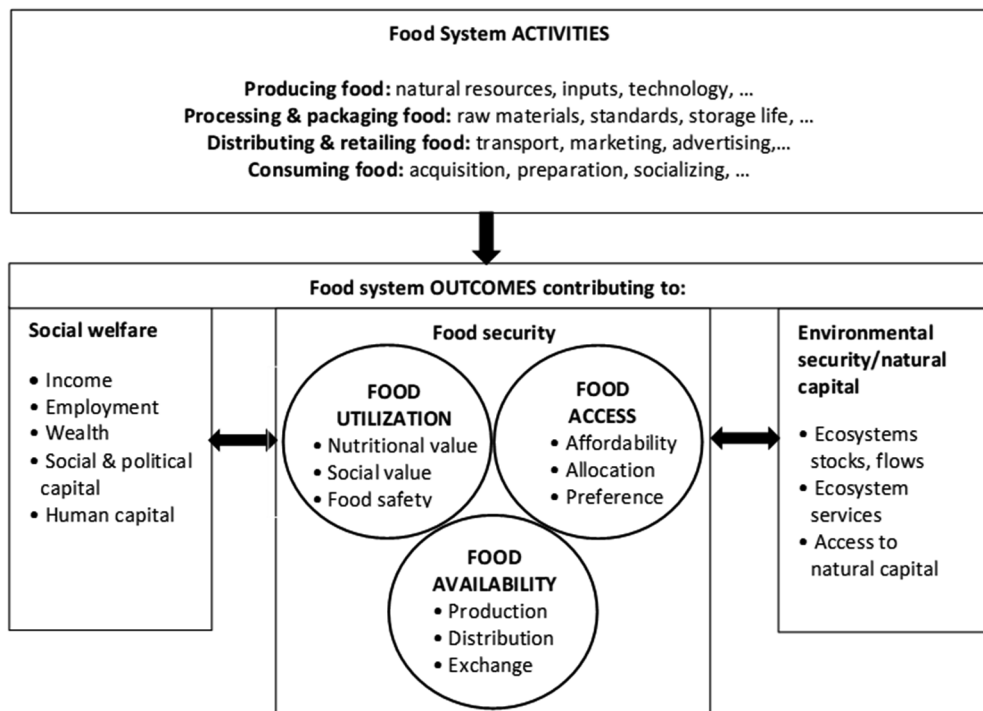 Food System ACTIVITIES
Producing food: natural resources, inputs, technology, …
Processing & packaging food: raw materials, standards, storage life, …
Distributing & retailing food: transport, marketing, advertising,…
Consuming food: acquisition, preparation, socializing, …
Food system OUTCOMES contributing to:
Social welfare
• Income
• Employment
• Wealth
• Social & political
capital
• Human capital
Food security
FOOD
UTILIZATION
• Nutritional value
• Social value
• Food safety
FOOD
ACCESS
• Affordability
• Allocation
• Preference
FOOD
AVAILABILITY
• Production
• Distribution
• Exchange
Environmental
security/natural
capital
• Ecosystems
stocks, flows
• Ecosystem
services
• Access to
natural capital